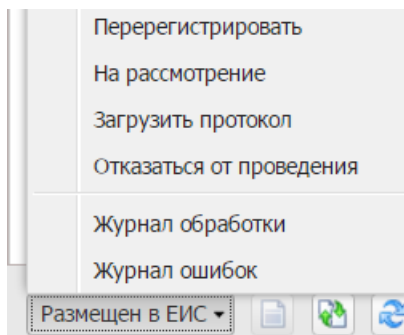 Перерегистрировать
На рассмотрение
Загрузить протокол
Отказаться от проведения
Журнал обработки
Журнал ошибок
Размещен в ЕИС